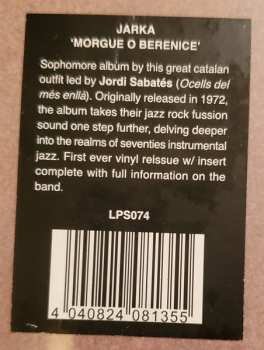 JARKA
'MORGUE O BERENICE'
Sophomore album by this great catalan
outfit led by Jordi Sabatés (Ocells del
més enllà). Originally released in 1972,
the album takes their jazz rock fussion
sound one step further, delving deeper
into the realms of seventies instrumental
jazz. First ever vinyl reissue w/ insert
complete with full information on the
band.
LPS074
4 040824 081355